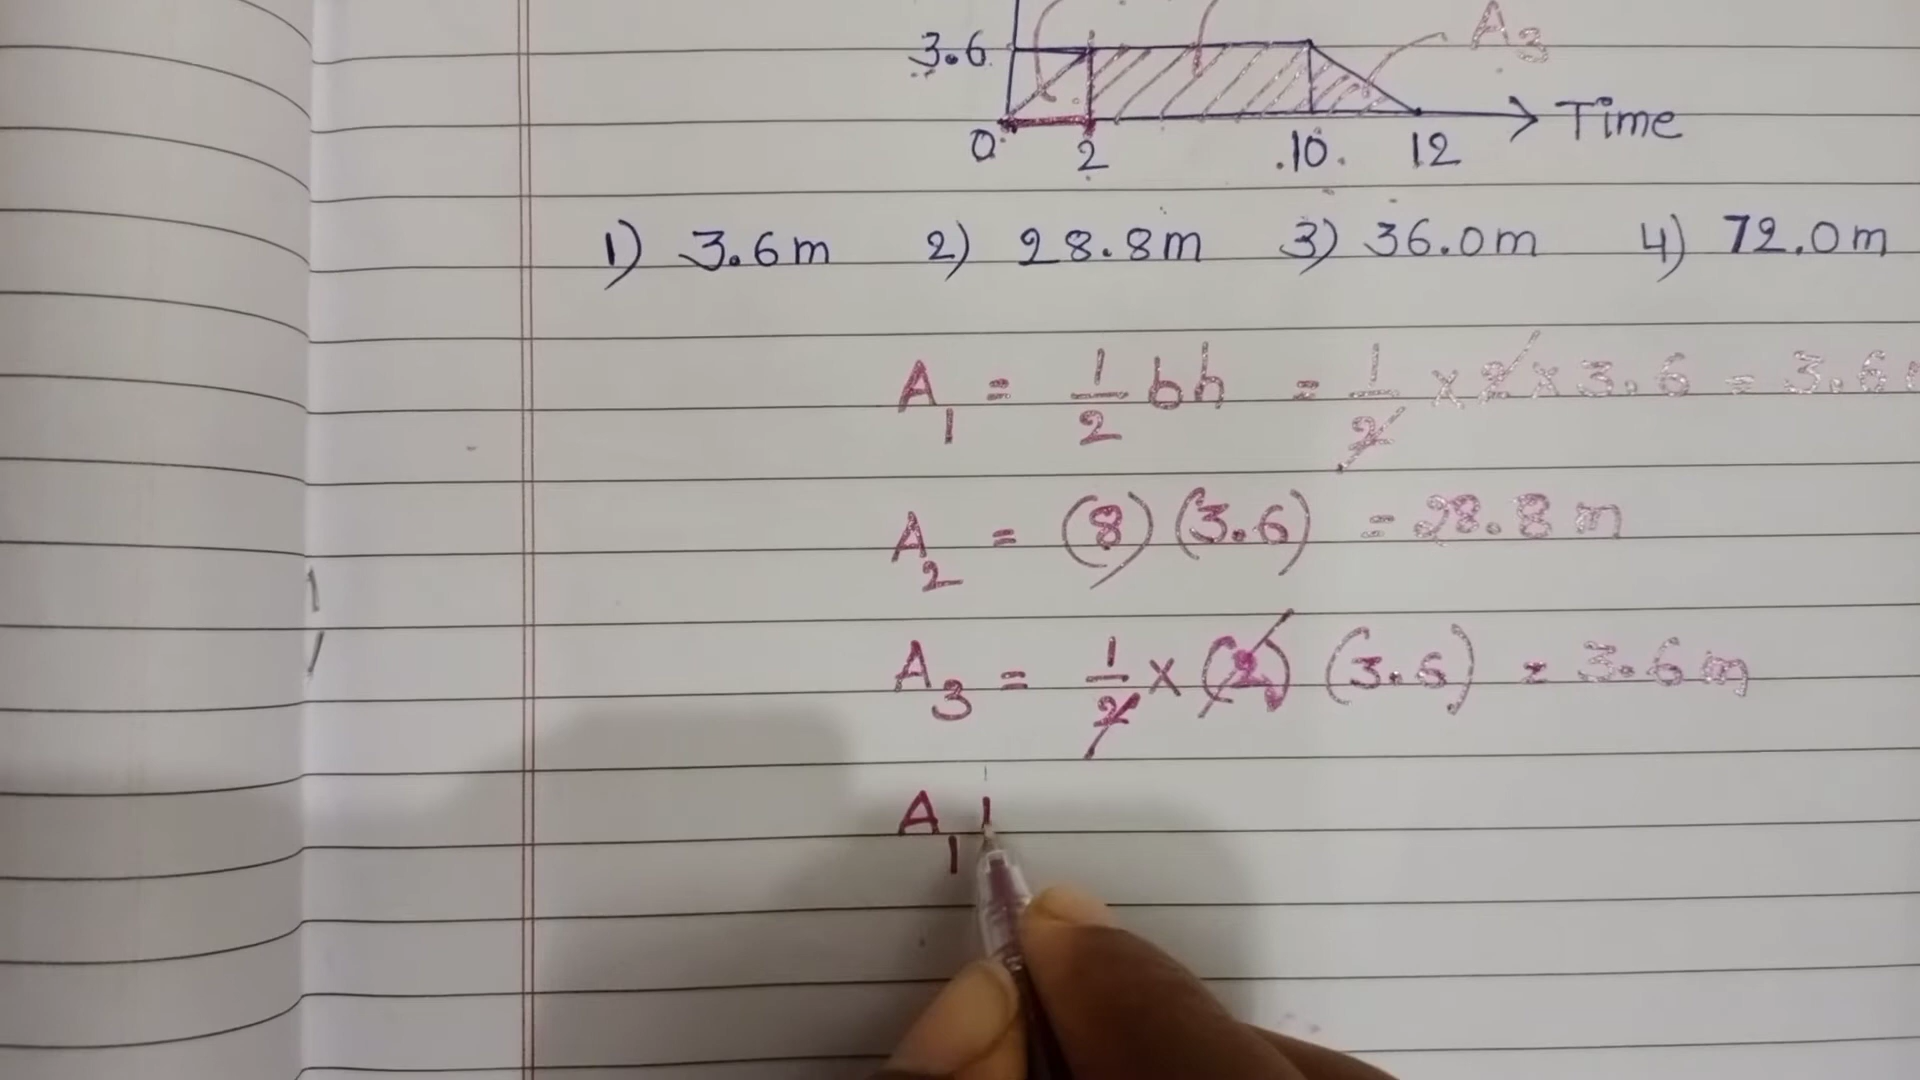 A3
3.6
Time
0 2 10 12
1) 3.6m 2) 28.8m 3) 36.0m 4) 72.0m
A1 = 1/2 bh = 1/2 x 2 x 3.6 = 3.6
A2 = (8) (3.6) = 28.8 m
A3 = 1/2 x (2) (3.6) = 3.6 m
A1